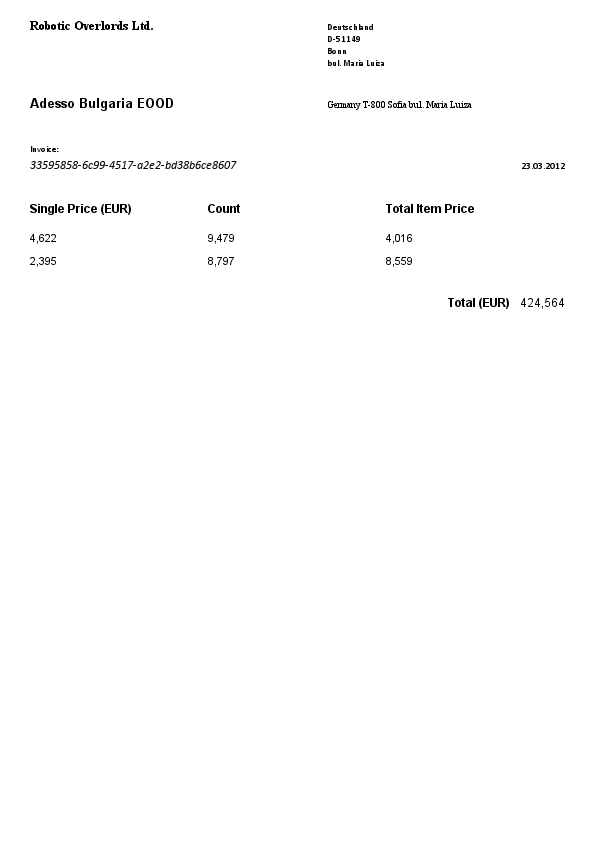 Robotic Overlords Ltd.
Deutschland
D-51149
Bonn
bul. Maria Luiza
Adesso Bulgaria EOOD
Germany T-800 Sofia bul. Maria Luiza
Invoice:
33595858-6c99-4517-a2e2-bd38b6ce8607
23.03.2012
Single Price (EUR) Count Total Item Price
4,622 9,479 4,016
2,395 8,797 8,559
Total (EUR) 424,564